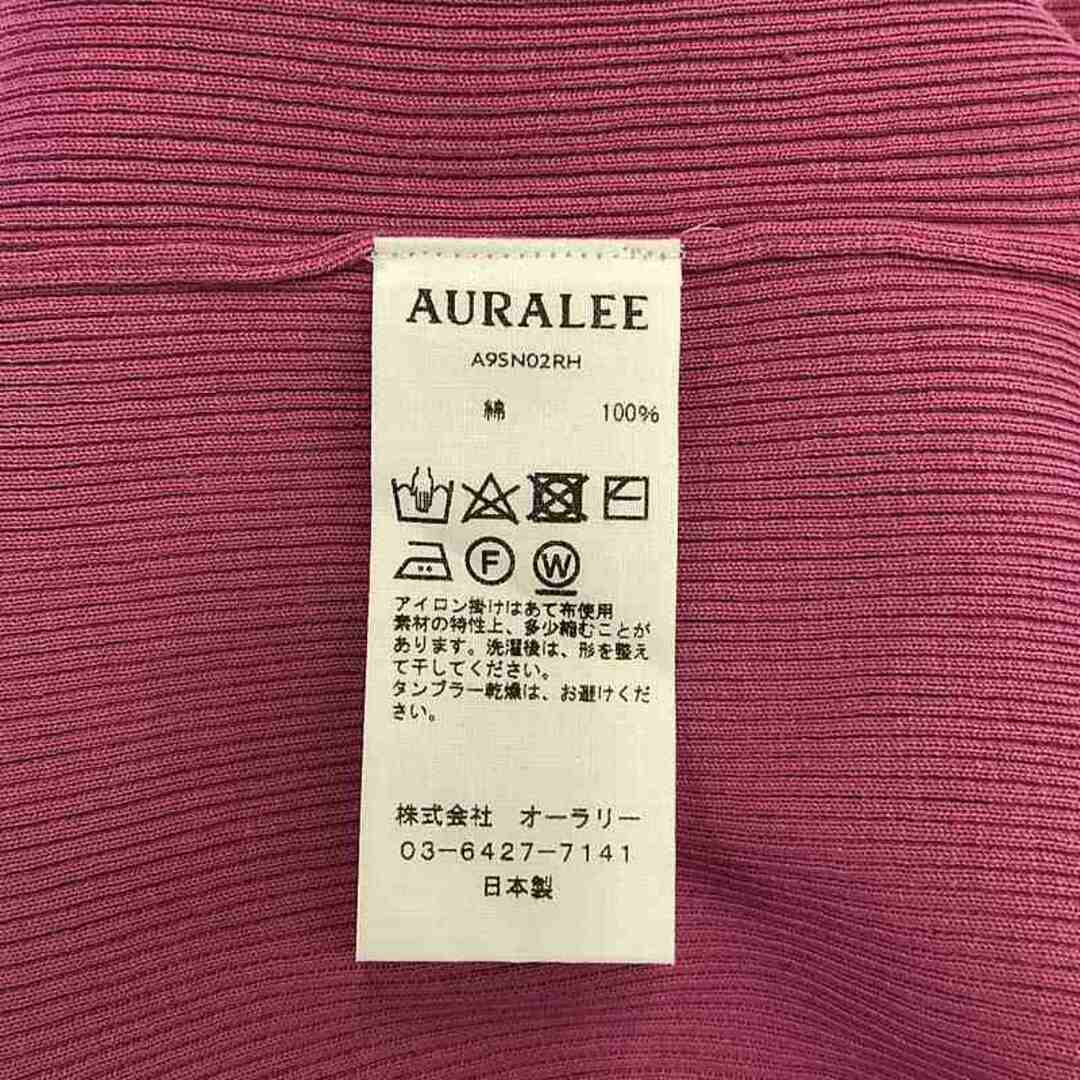 AURALEE
A9SN02RH
綿 100%
F W
アイロン掛けはあて布使用
素材の特性上、多少縮むことが
あります。洗濯後は、形を整え
て干してください。
タンブラー乾燥は、お避けくだ
さい。
株式会社 オーラリー
03-6427-7141
日本製